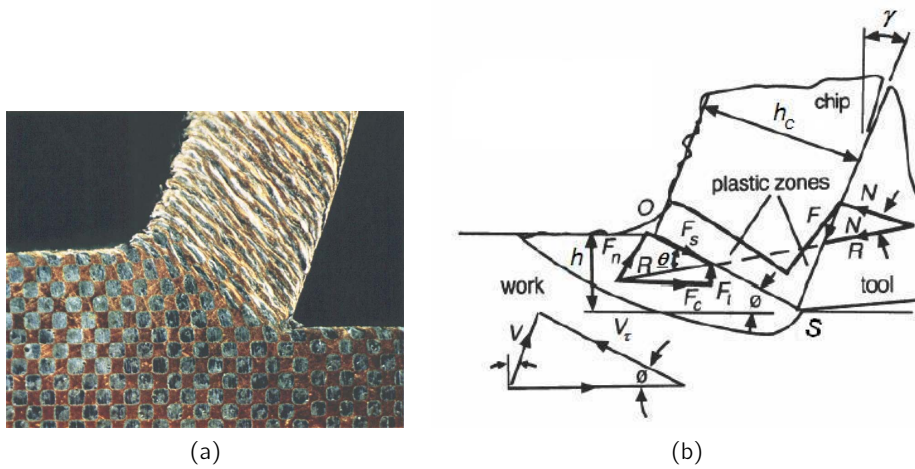 γ
chip
h_c
plastic zones
O
F
N
F_n
F_s
N
h
R
θ
R
work
F_c
F_t
ø
tool
S
V
V_τ
ø
(a)
(b)